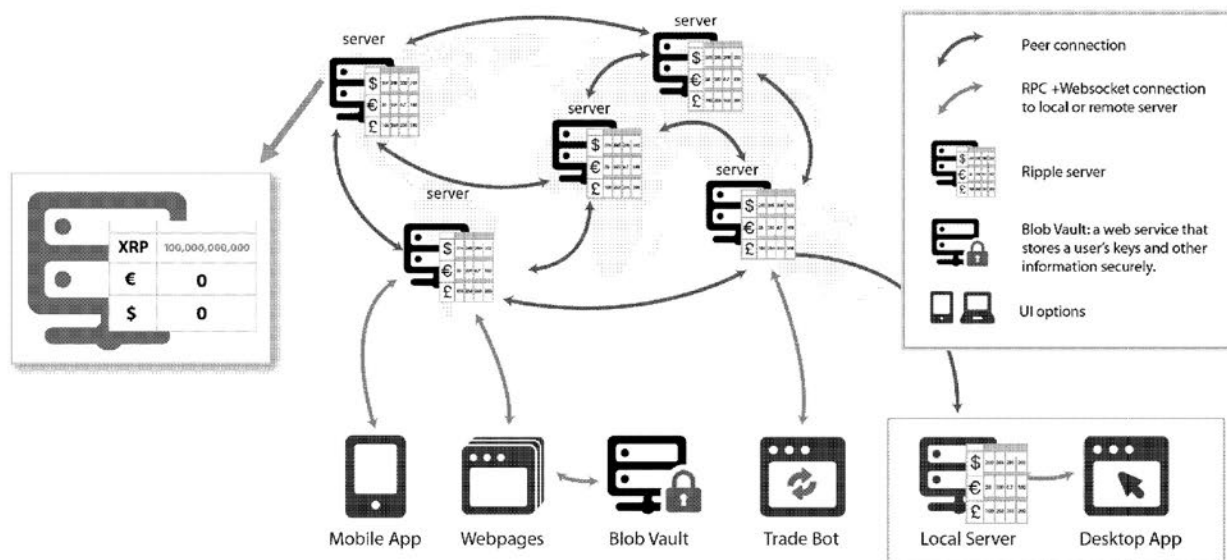 server
server
server
server
server
$
€
£
$
€
£
$
€
£
$
€
£
$
€
£
XRP 100,000,000,000
€ 0
$ 0
Peer connection
RPC +Websocket connection
to local or remote server
Ripple server
Blob Vault: a web service that
stores a user's keys and other
information securely.
UI options
$
€
£
Mobile App
Webpages
Blob Vault
Trade Bot
Local Server
Desktop App